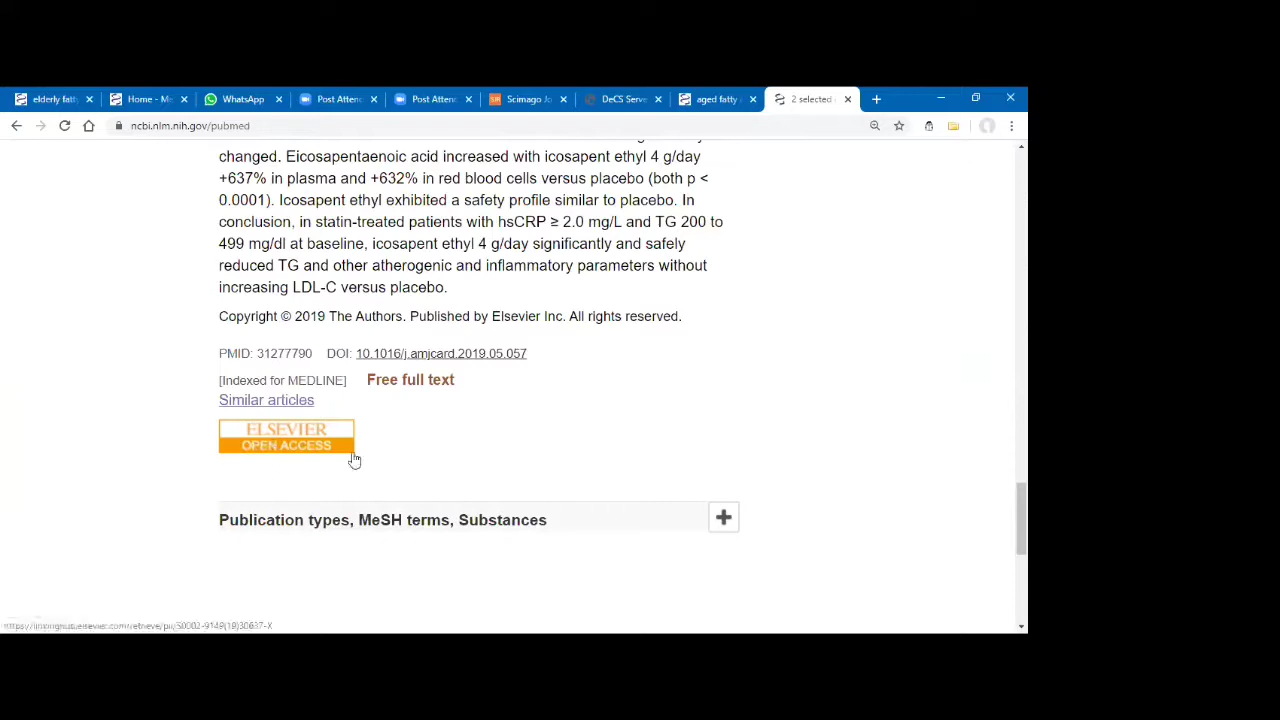 elderly fatty
Home - Me
WhatsApp
Post Attenc
Post Attenc
Scimago Jo
DeCS Serve
aged fatty
2 selected
ncbi.nlm.nih.gov/pubmed
changed. Eicosapentaenoic acid increased with icosapent ethyl 4 g/day
+637% in plasma and +632% in red blood cells versus placebo (both p <
0.0001). Icosapent ethyl exhibited a safety profile similar to placebo. In
conclusion, in statin-treated patients with hsCRP ≥ 2.0 mg/L and TG 200 to
499 mg/dl at baseline, icosapent ethyl 4 g/day significantly and safely
reduced TG and other atherogenic and inflammatory parameters without
increasing LDL-C versus placebo.
Copyright © 2019 The Authors. Published by Elsevier Inc. All rights reserved.
PMID: 31277790 DOI: 10.1016/j.amjcard.2019.05.057
[Indexed for MEDLINE] Free full text
Similar articles
ELSEVIER
OPEN ACCESS
Publication types, MeSH terms, Substances